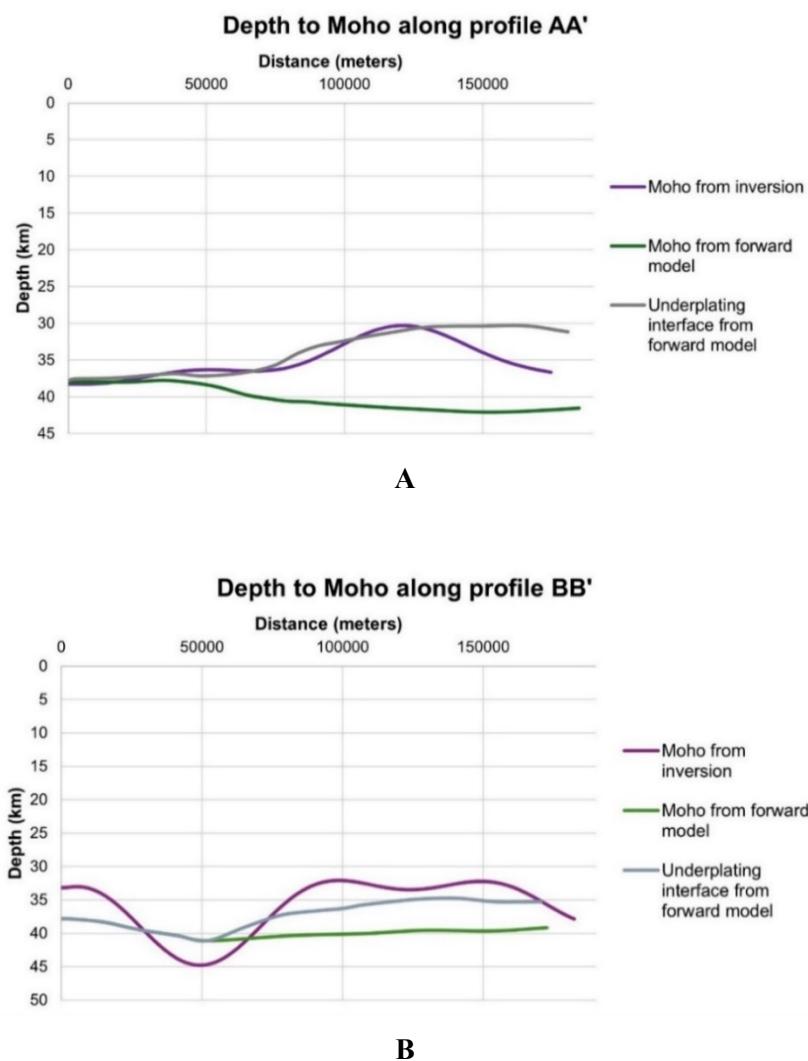 Depth to Moho along profile AA'
Distance (meters)
0 50000 100000 150000
0
5
10
15
20
25
30
35
40
45
Depth (km)
Moho from inversion
Moho from forward
model
Underplating
interface from
forward model
A
Depth to Moho along profile BB'
Distance (meters)
0 50000 100000 150000
0
5
10
15
20
25
30
35
40
45
50
Depth (km)
Moho from
inversion
Moho from forward
model
Underplating
interface from
forward model
B